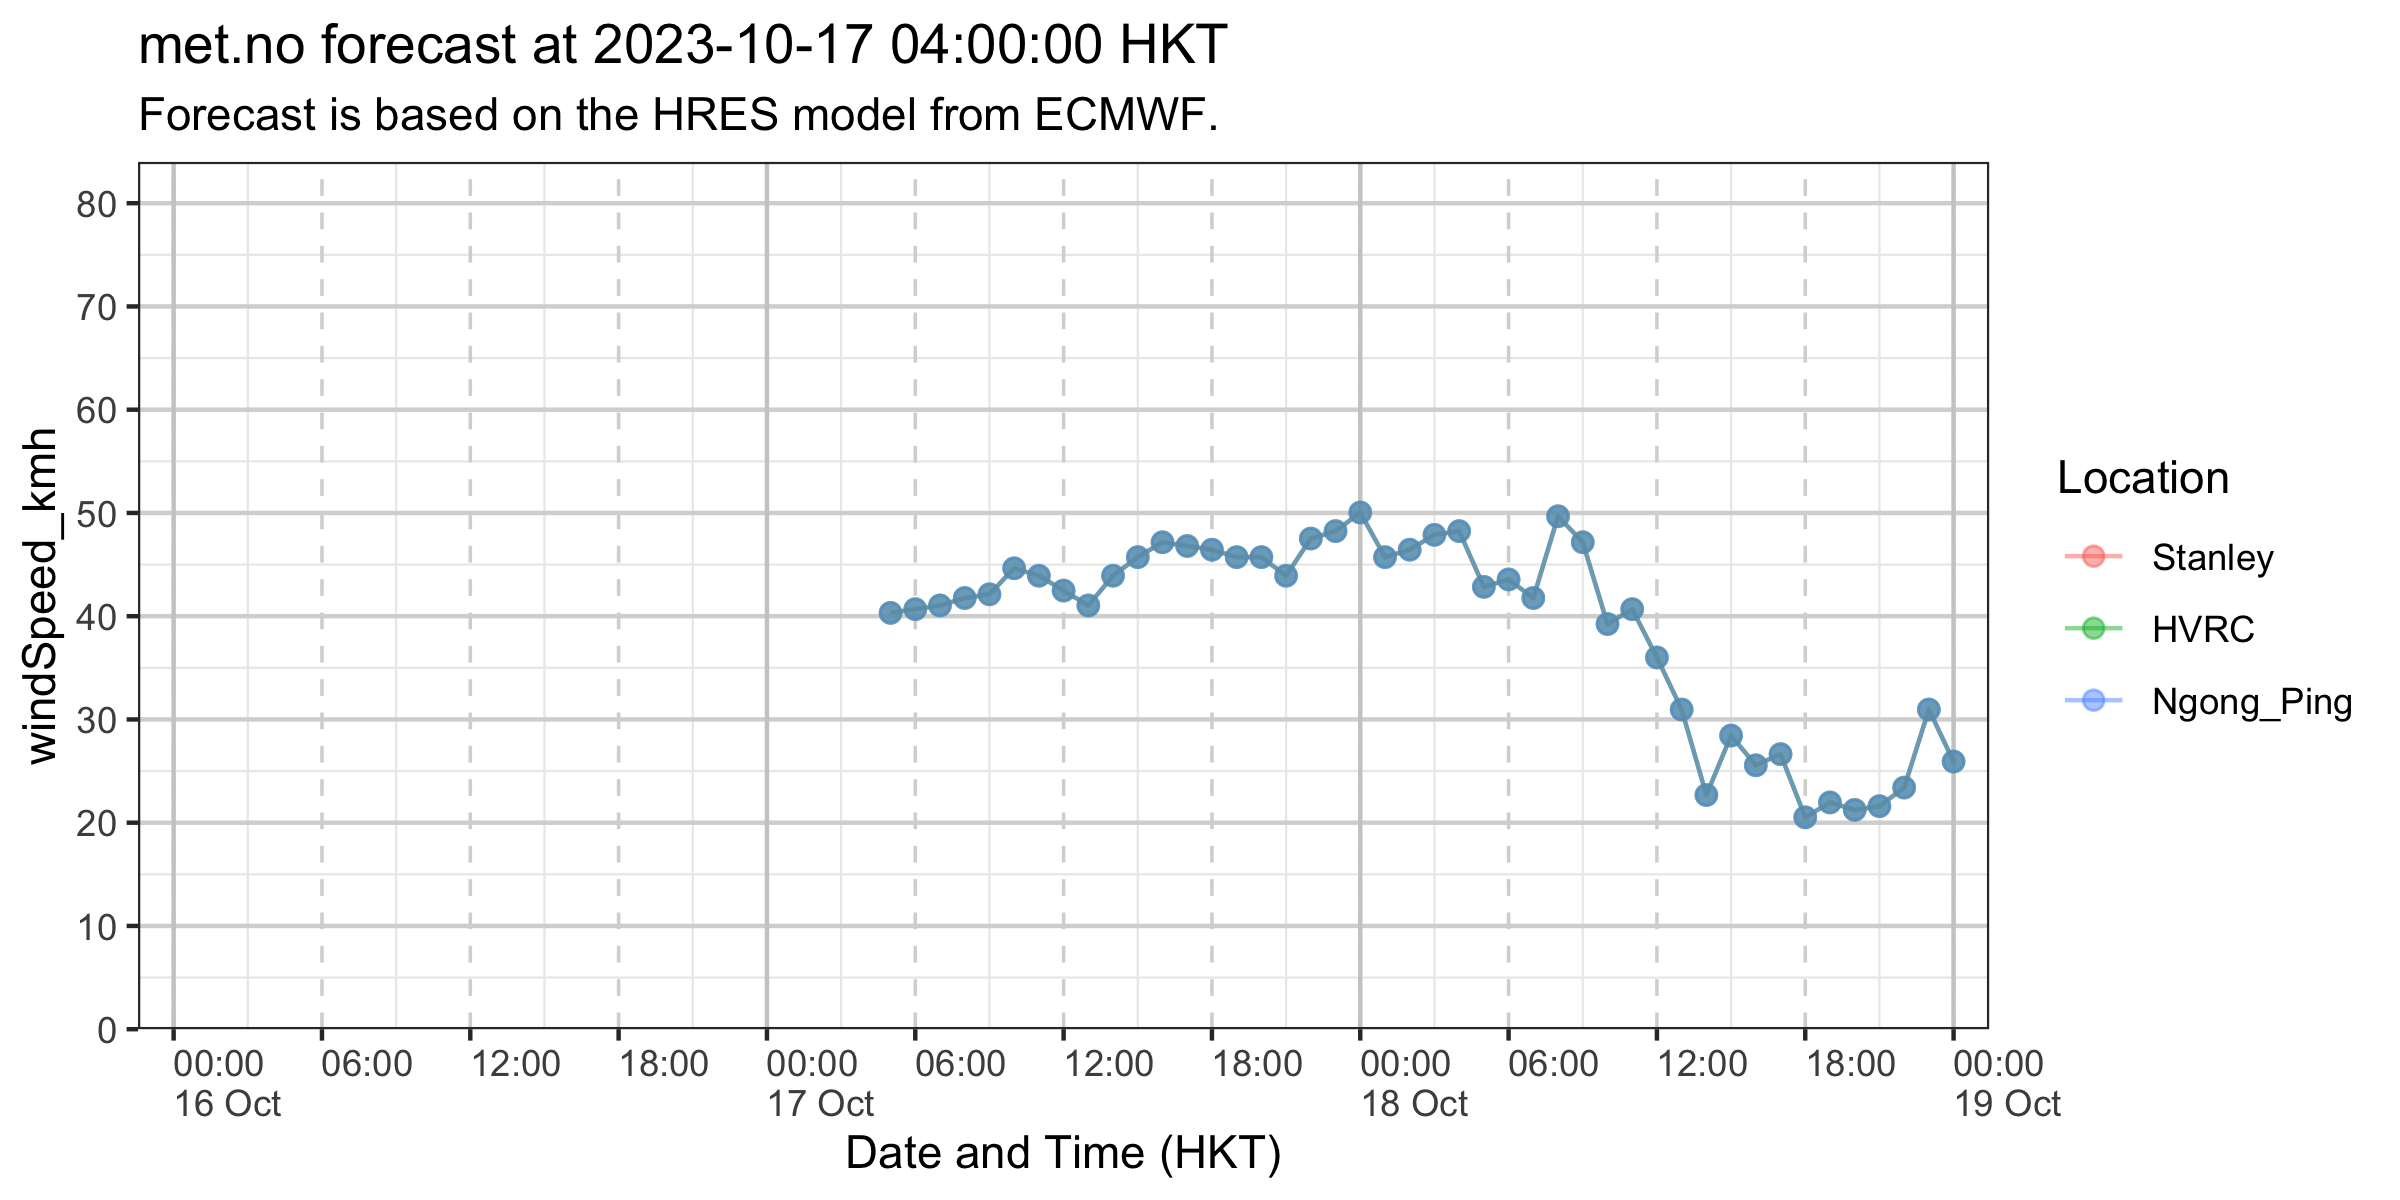 met.no forecast at 2023-10-17 04:00:00 HKT
Forecast is based on the HRES model from ECMWF.
windSpeed_kmh
80
70
60
50
40
30
20
10
0
00:00 06:00 12:00 18:00 00:00 06:00 12:00 18:00 00:00 06:00 12:00 18:00 00:00
16 Oct 17 Oct 18 Oct 19 Oct
Date and Time (HKT)
Location
Stanley
HVRC
Ngong_Ping